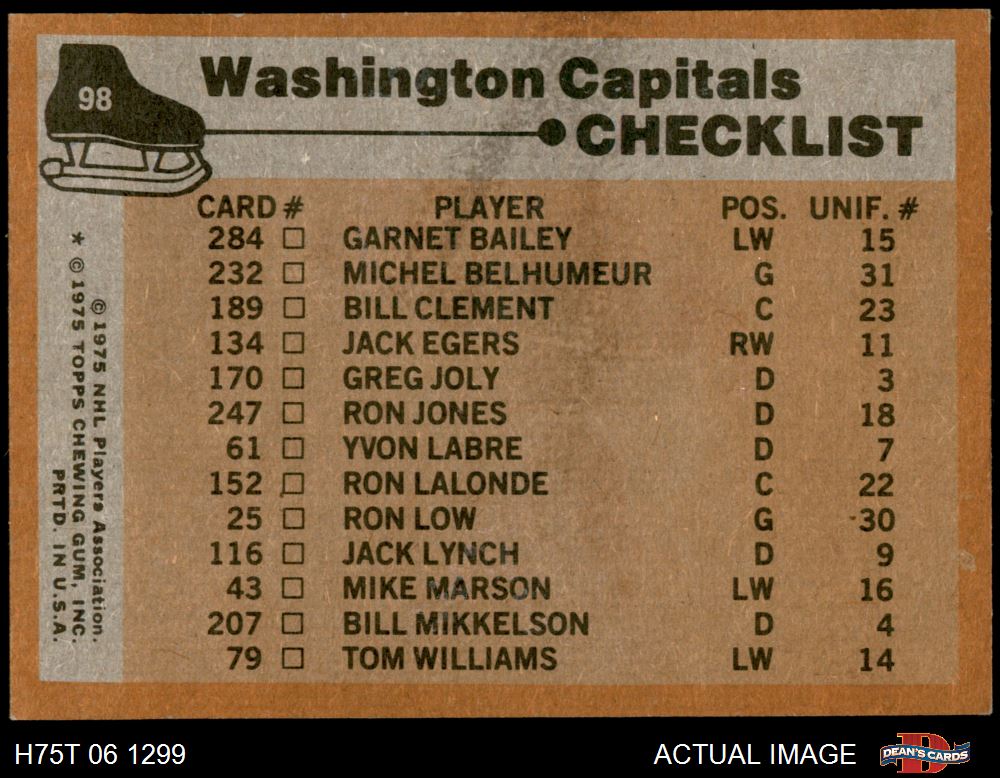 98
Washington Capitals
CHECKLIST
CARD # PLAYER POS. UNIF. #
284 GARNET BAILEY LW 15
232 MICHEL BELHUMEUR G 31
189 BILL CLEMENT C 23
134 JACK EGERS RW 11
170 GREG JOLY D 3
247 RON JONES D 18
61 YVON LABRE D 7
152 RON LALONDE C 22
25 RON LOW G 30
116 JACK LYNCH D 9
43 MIKE MARSON LW 16
207 BILL MIKKELSON D 4
79 TOM WILLIAMS LW 14
© 1975 NHL Players Association.
* © 1975 TOPPS CHEWING GUM, INC.
PRTD. IN U.S.A.
H75T 06 1299
ACTUAL IMAGE
D
DEAN'S CARDS